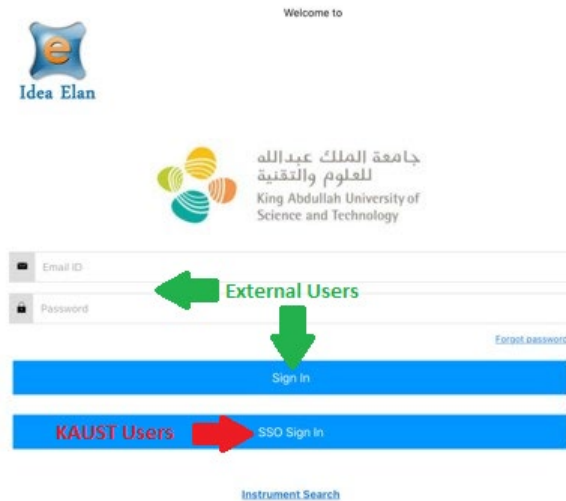 Welcome to
e
Idea Elan
جامعة الملك عبدالله
للعلوم والتقنية
King Abdullah University of
Science and Technology
Email ID
External Users
Password
Forgot password
Sign In
KAUST Users
SSO Sign In
Instrument Search